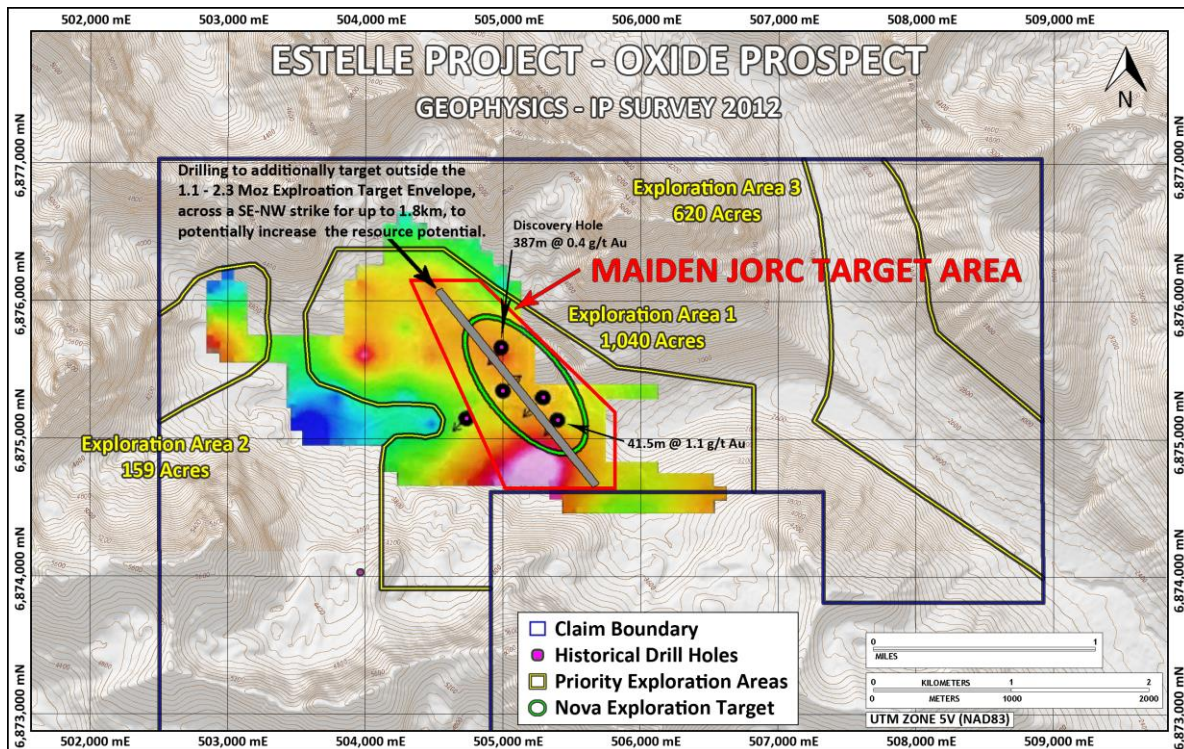 502,000 mE 503,000 mE 504,000 mE 505,000 mE 506,000 mE 507,000 mE 508,000 mE 509,000 mE
ESTELLE PROJECT - OXIDE PROSPECT
GEOPHYSICS - IP SURVEY 2012
N
6,877,000 mN
6,877,000 mN
Drilling to additionally target outside the
1.1 - 2.3 Moz Exploration Target Envelope,
across a SE-NW strike for up to 1.8km, to
potentially increase the resource potential.
Exploration Area 3
620 Acres
Discovery Hole
387m @ 0.4 g/t Au
MAIDEN JORC TARGET AREA
6,876,000 mN
6,876,000 mN
Exploration Area 1
1,040 Acres
6,875,000 mN
6,875,000 mN
Exploration Area 2
159 Acres
41.5m @ 1.1 g/t Au
6,874,000 mN
6,874,000 mN
Claim Boundary
Historical Drill Holes
Priority Exploration Areas
Nova Exploration Target
0 1
MILES
0 KILOMETERS 1 2
0 METERS 1000 2000
UTM ZONE 5V (NAD83)
6,873,000 mN
6,873,000 mN
502,000 mE 503,000 mE 504,000 mE 505,000 mE 506,000 mE 507,000 mE 508,000 mE 509,000 mE